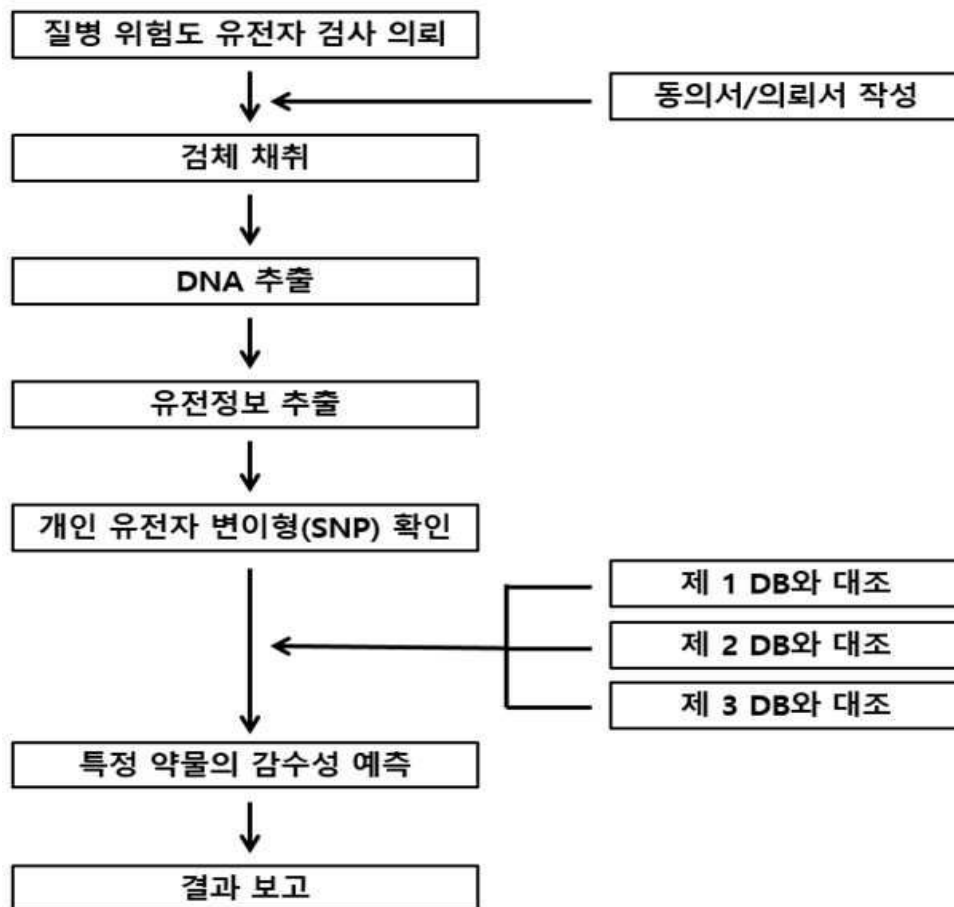 질병 위험도 유전자 검사 의뢰
동의서/의뢰서 작성
검체 채취
DNA 추출
유전정보 추출
개인 유전자 변이형(SNP) 확인
제 1 DB와 대조
제 2 DB와 대조
제 3 DB와 대조
특정 약물의 감수성 예측
결과 보고